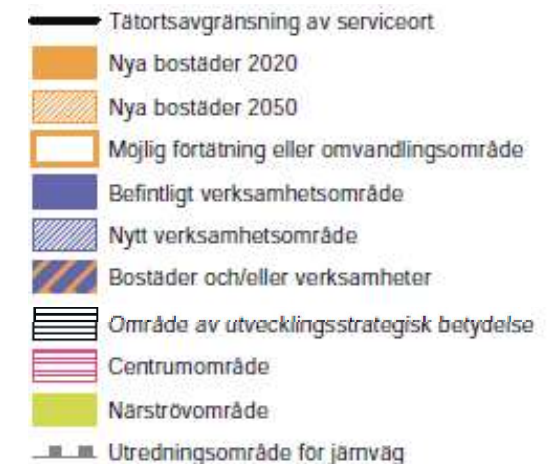 Tätortsavgränsning av serviceort
Nya bostäder 2020
Nya bostäder 2050
Möjlig förtätning eller omvandlingsområde
Befintligt verksamhetsområde
Nytt verksamhetsområde
Bostäder och/eller verksamheter
Område av utvecklingsstrategisk betydelse
Centrumområde
Närströvområde
Utredningsområde för järnväg